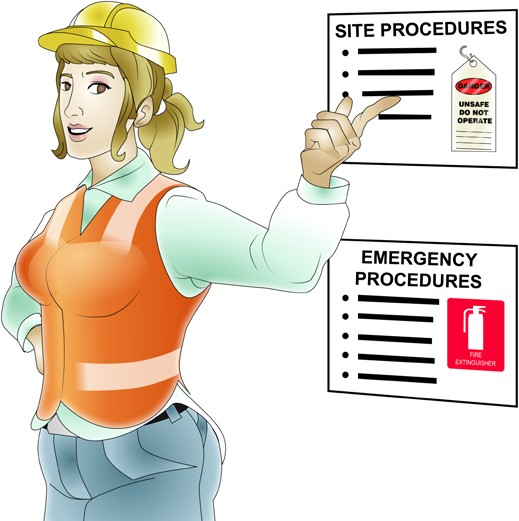 SITE PROCEDURES
DANGER
UNSAFE
DO NOT
OPERATE
EMERGENCY
PROCEDURES
FIRE
EXTINGUISHER